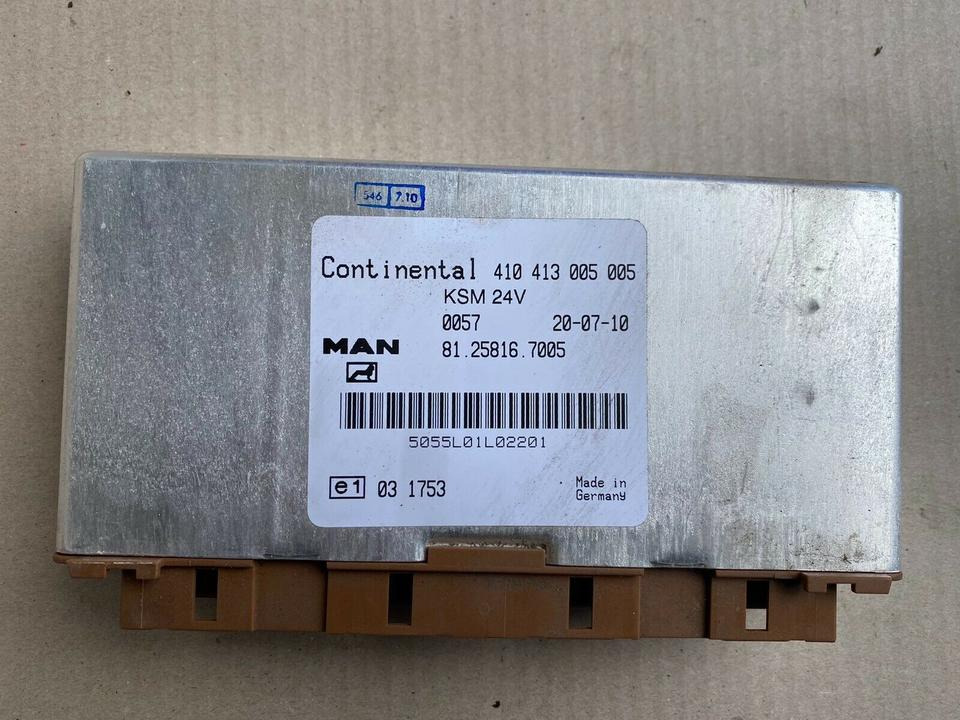 546 7.10
Continental 410 413 005 005
KSM 24V
0057 20-07-10
MAN 81.25816.7005
5055L01L02201
e1 03 1753
Made in
Germany